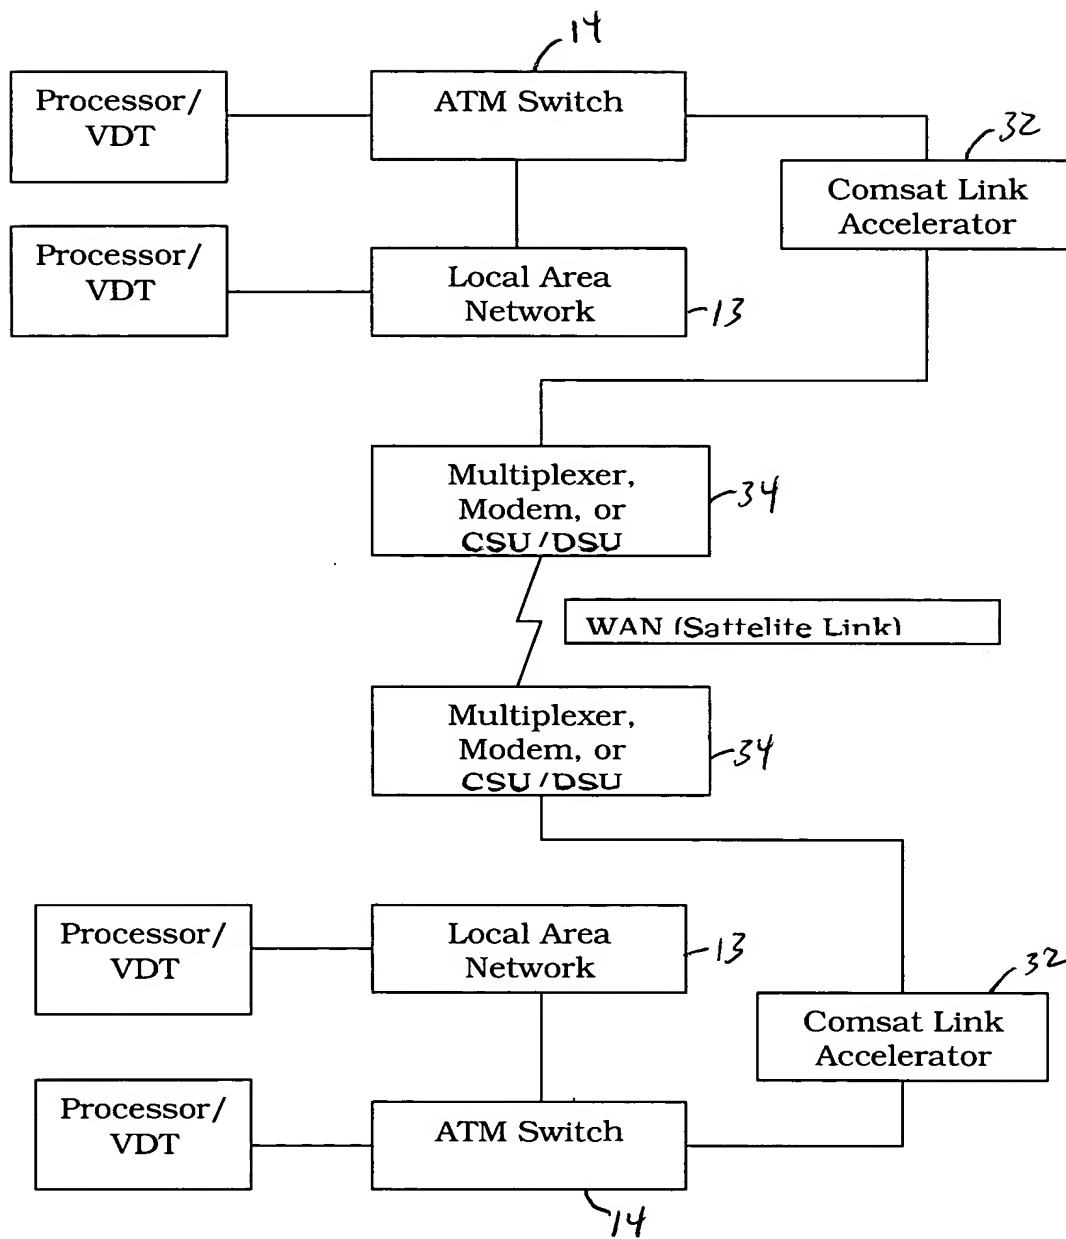 14
Processor/
VDT
ATM Switch
32
Comsat Link
Accelerator
Processor/
VDT
Local Area
Network
13
Multiplexer,
Modem, or
CSU/DSU
34
WAN (Sattelite Link)
Multiplexer,
Modem, or
CSU/DSU
34
Processor/
VDT
Local Area
Network
13
32
Comsat Link
Accelerator
Processor/
VDT
ATM Switch
14